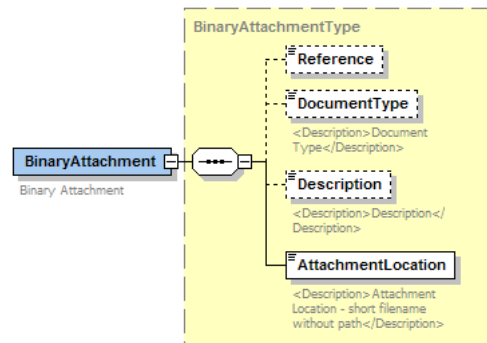 BinaryAttachmentType
Reference
DocumentType
<Description>Document
Type</Description>
BinaryAttachment
Binary Attachment
Description
<Description>Description</
Description>
AttachmentLocation
<Description>Attachment
Location - short filename
without path</Description>